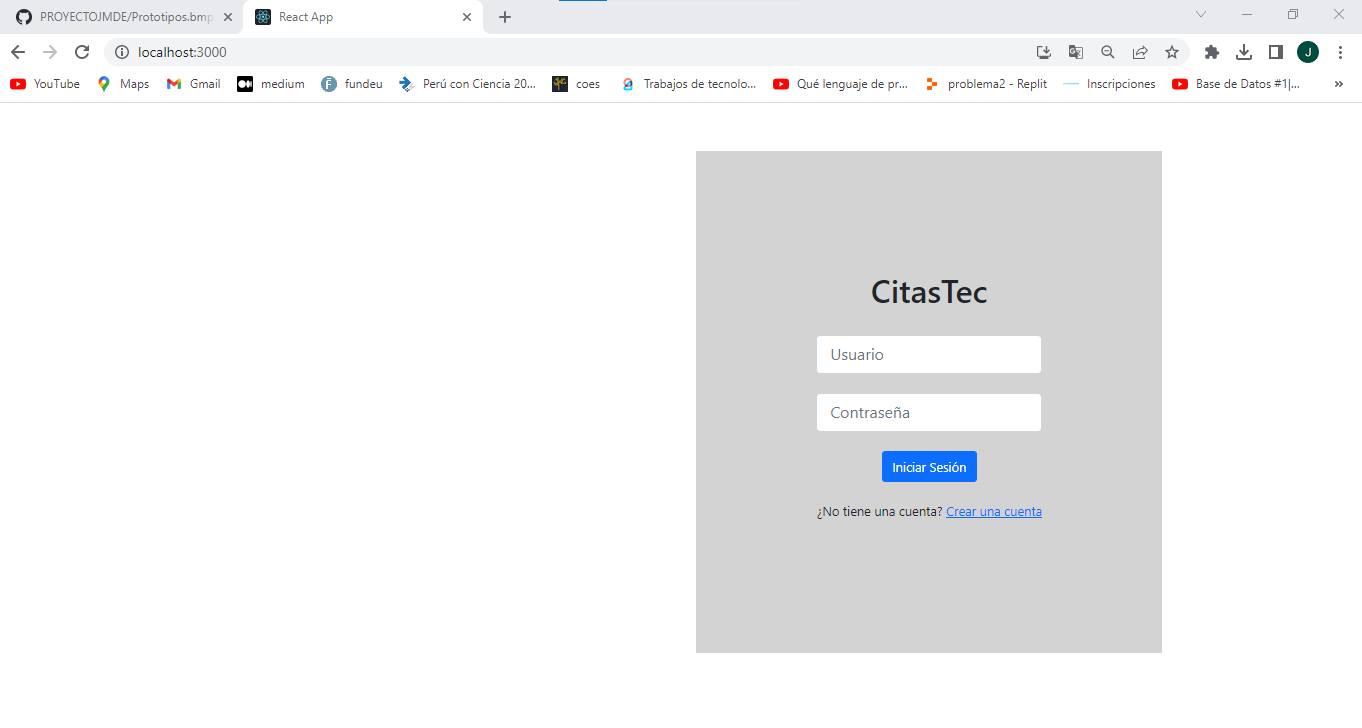 PROYECTOJMDE/Prototipos.bmp
React App
localhost:3000
J
YouTube Maps Gmail medium fundeu Perú con Ciencia 20... coes Trabajos de tecnolo... Qué lenguaje de pr... problema2 - Replit Inscripciones Base de Datos #1|... »
CitasTec
Usuario
Contraseña
Iniciar Sesión
¿No tiene una cuenta? Crear una cuenta